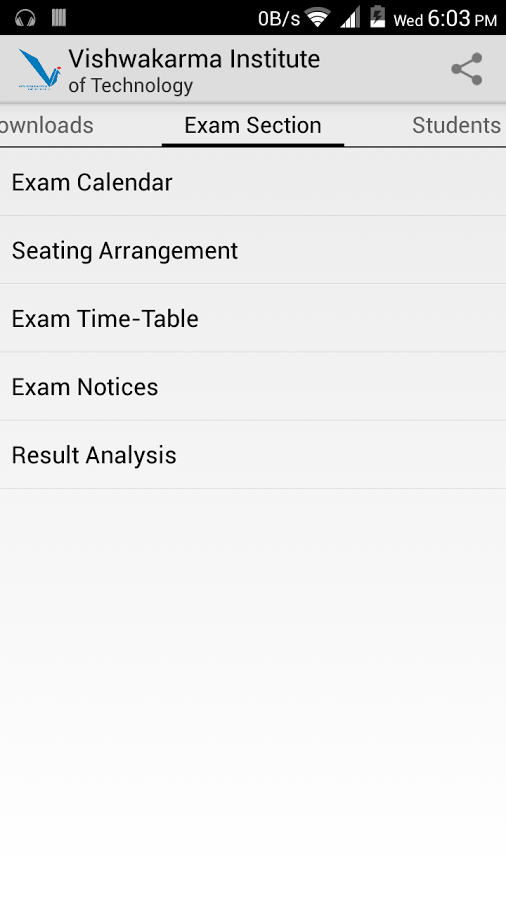 0B/s Wed 6:03 PM
Vishwakarma Institute
of Technology
ownloads Exam Section Students
Exam Calendar
Seating Arrangement
Exam Time-Table
Exam Notices
Result Analysis